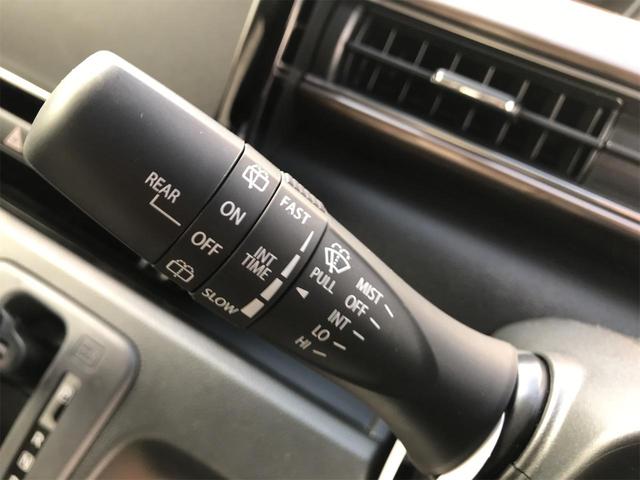 REAR
ON
OFF
FAST
INT
TIME
SLOW
PULL
MIST
OFF
INT
LO
HI